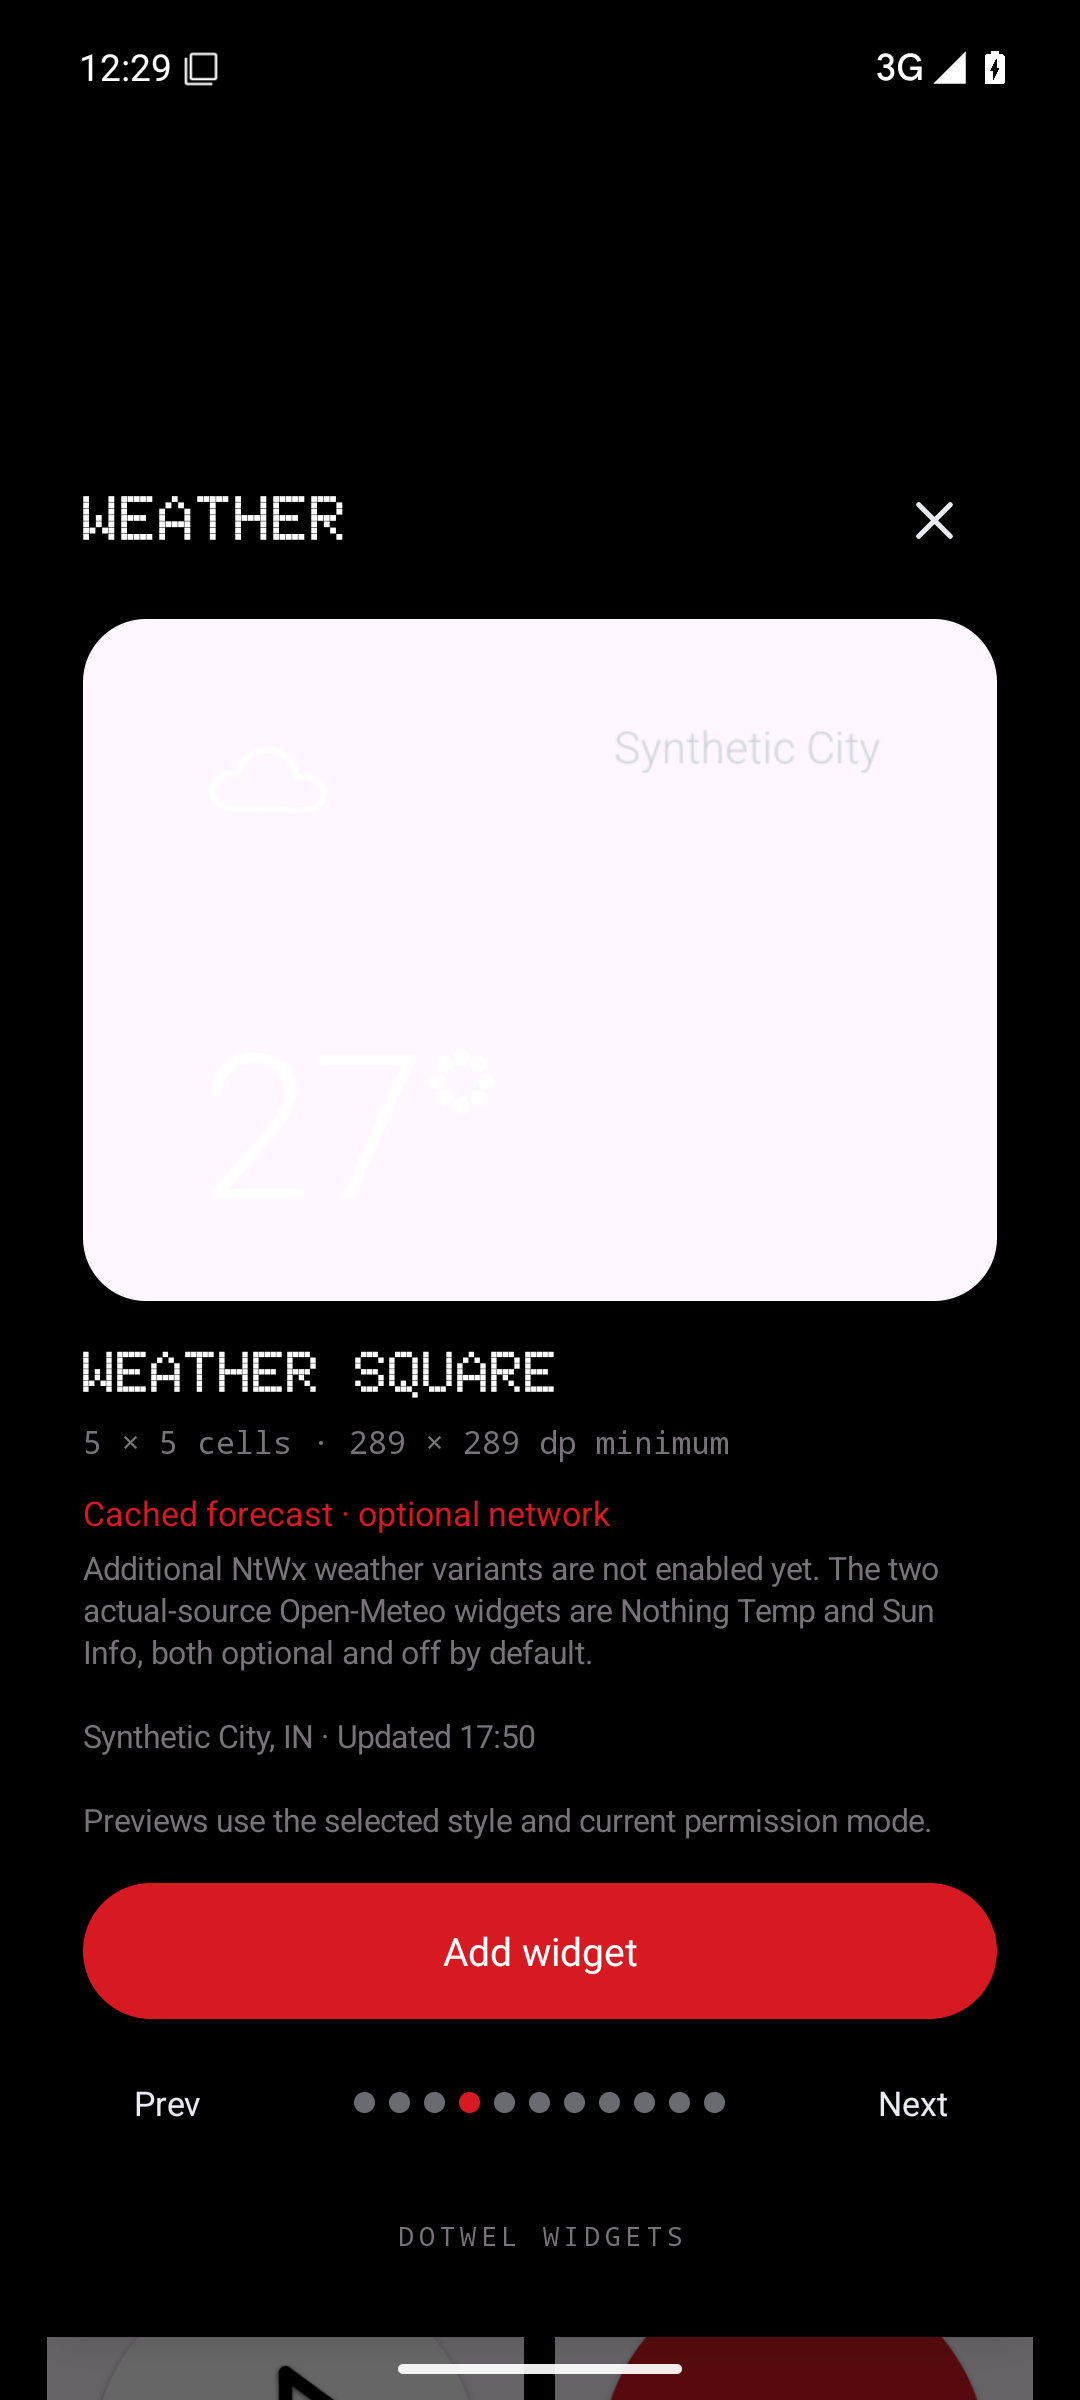 12:29
3G
WEATHER
Synthetic City
27°
WEATHER SQUARE
5 × 5 cells · 289 × 289 dp minimum
Cached forecast · optional network
Additional NtWx weather variants are not enabled yet. The two
actual-source Open-Meteo widgets are Nothing Temp and Sun
Info, both optional and off by default.
Synthetic City, IN · Updated 17:50
Previews use the selected style and current permission mode.
Add widget
Prev
Next
DOTWEL WIDGETS